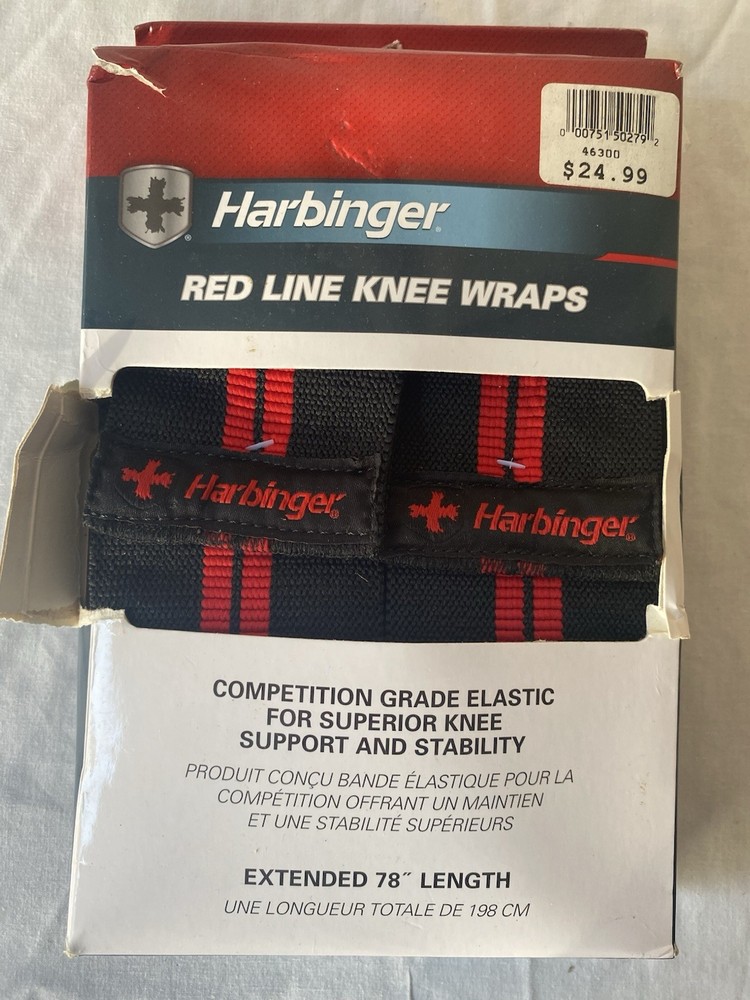 0 00751 50279 2
46300
$24.99
Harbinger®
RED LINE KNEE WRAPS
Harbinger®
Harbinger®
COMPETITION GRADE ELASTIC
FOR SUPERIOR KNEE
SUPPORT AND STABILITY
PRODUIT CONÇU BANDE ÉLASTIQUE POUR LA
COMPÉTITION OFFRANT UN MAINTIEN
ET UNE STABILITÉ SUPÉRIEURS
EXTENDED 78˝ LENGTH
UNE LONGUEUR TOTALE DE 198 CM